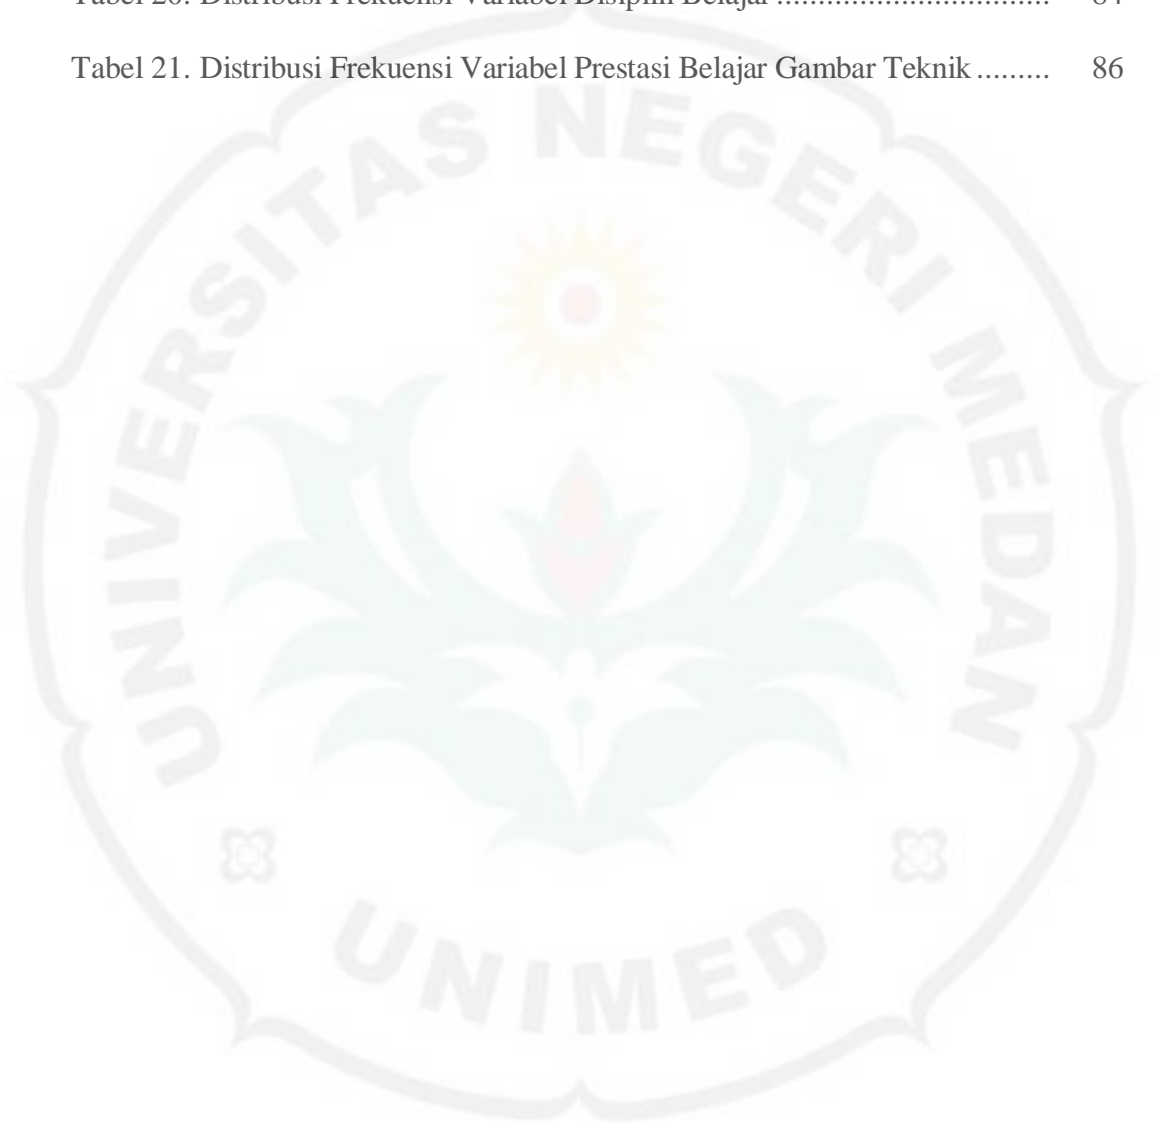 Tabel 20. Distribusi Frekuensi Variabel Disiplin Belajar .................................
Tabel 21. Distribusi Frekuensi Variabel Prestasi Belajar Gambar Teknik ......... 86
UNIVERSITAS NEGERI MEDAN
UNIMED